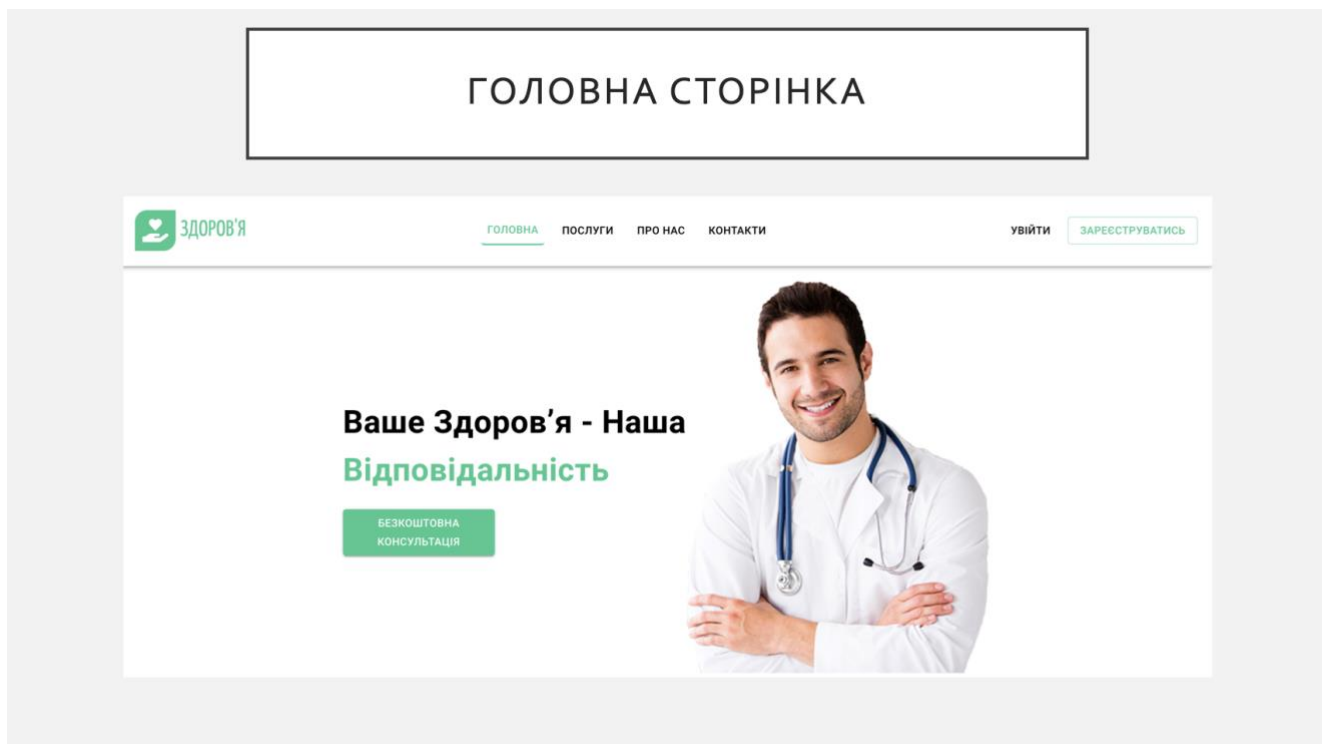 ГОЛОВНА СТОРІНКА
ЗДОРОВ'Я
ГОЛОВНА ПОСЛУГИ ПРО НАС КОНТАКТИ УВІЙТИ ЗАРЕЄСТРУВАТИСЬ
Ваше Здоров’я - Наша
Відповідальність
БЕЗКОШТОВНА
КОНСУЛЬТАЦІЯ